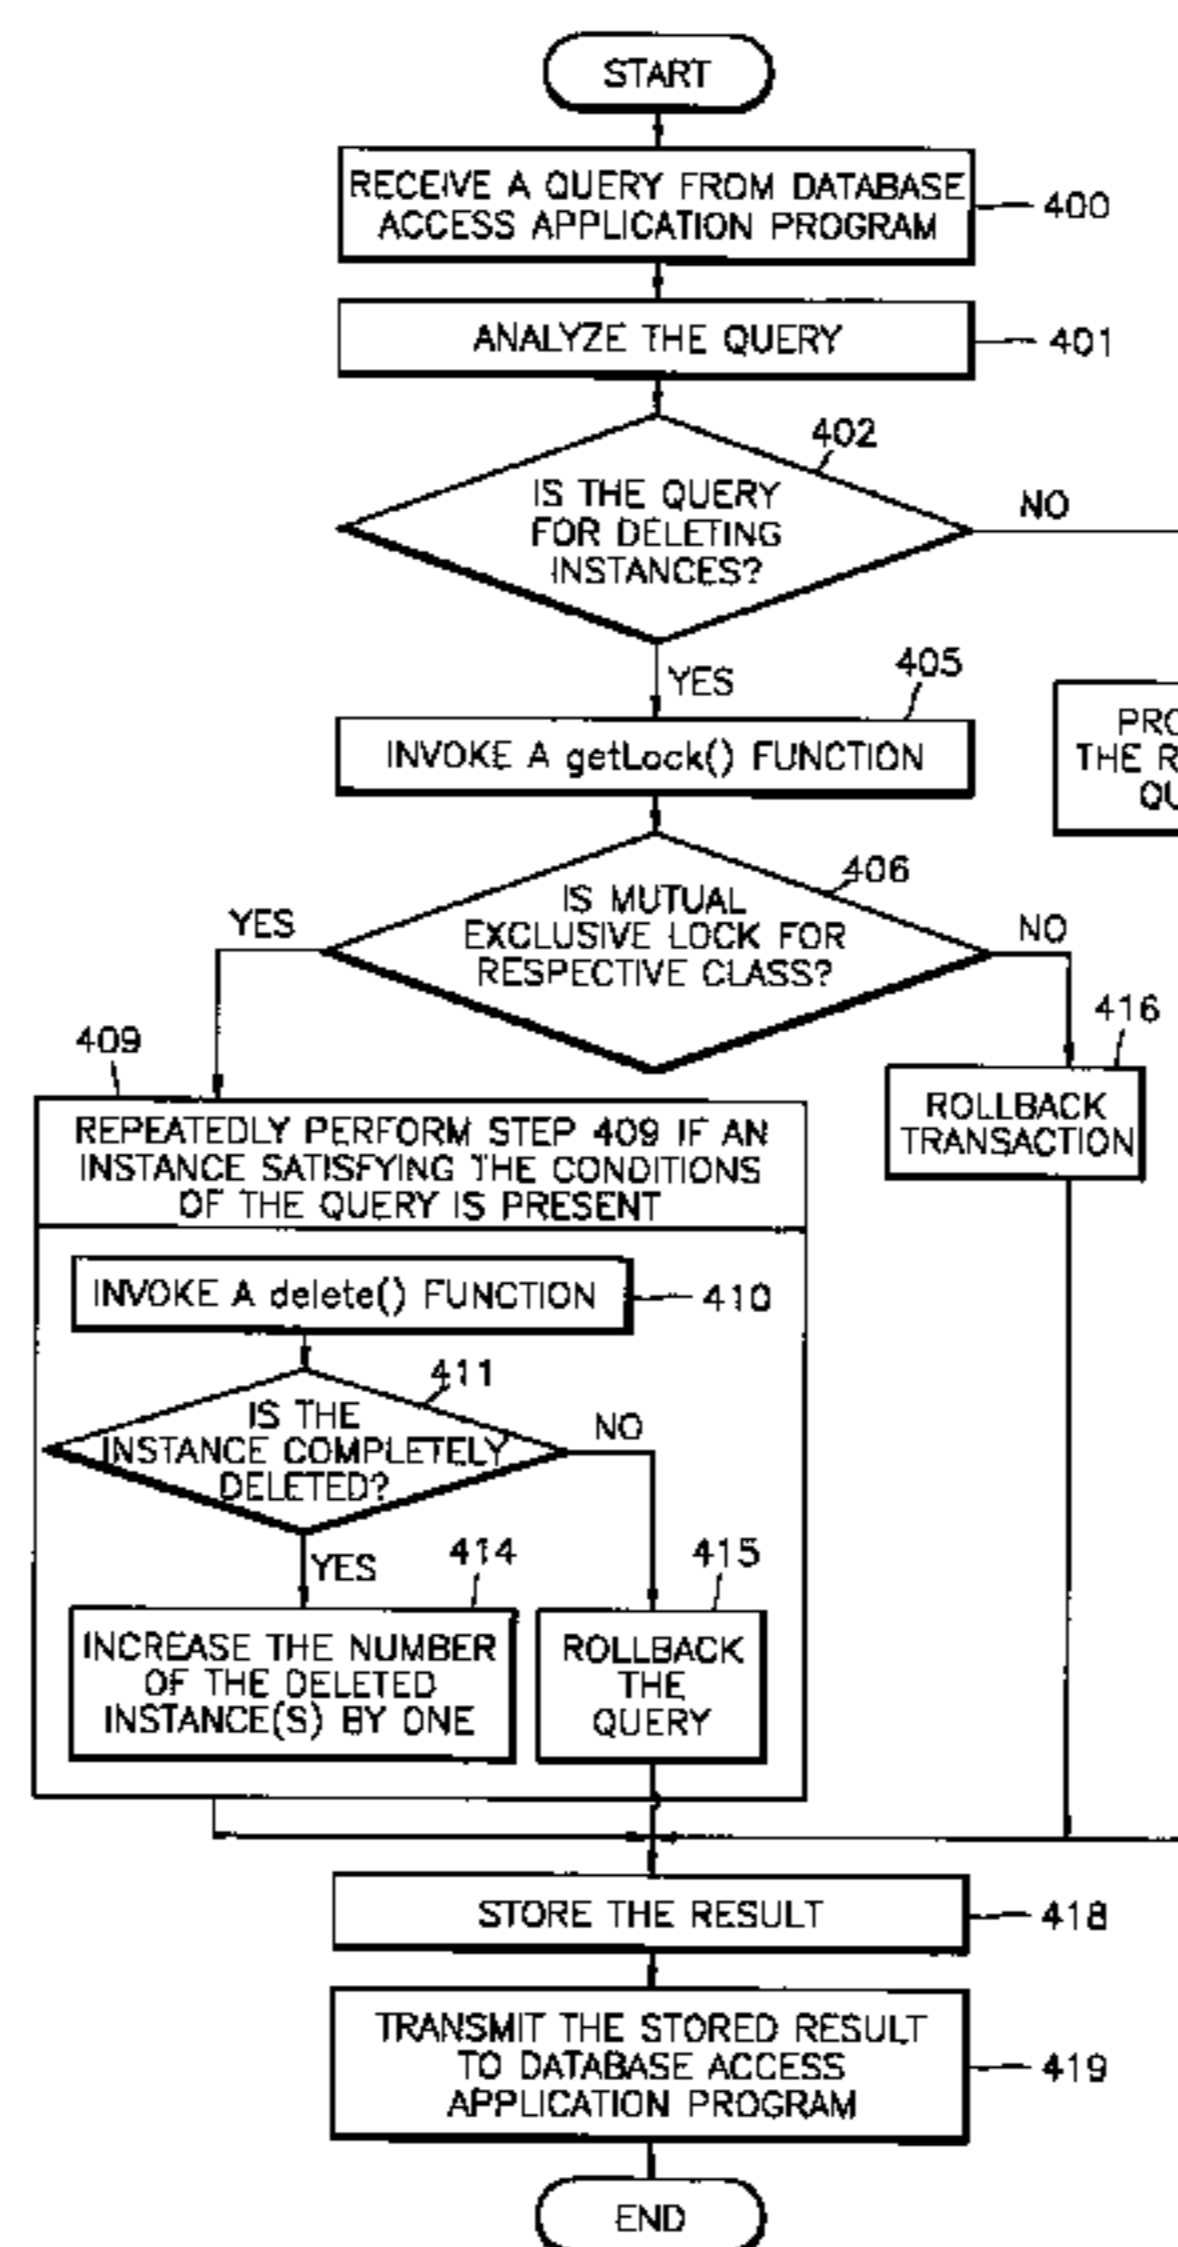 START
RECEIVE A QUERY FROM DATABASE
ACCESS APPLICATION PROGRAM
400
ANALYZE THE QUERY
401
402
IS THE QUERY
FOR DELETING
INSTANCES?
NO
YES
405
INVOKE A getLock() FUNCTION
PRO
THE R
QU
406
IS MUTUAL
EXCLUSIVE LOCK FOR
RESPECTIVE CLASS?
YES
NO
409
416
ROLLBACK
TRANSACTION
REPEATEDLY PERFORM STEP 409 IF AN
INSTANCE SATISFYING THE CONDITIONS
OF THE QUERY IS PRESENT
INVOKE A delete() FUNCTION
410
411
IS THE
INSTANCE COMPLETELY
DELETED?
NO
YES
414
415
INCREASE THE NUMBER
OF THE DELETED
INSTANCE(S) BY ONE
ROLLBACK
THE
QUERY
STORE THE RESULT
418
TRANSMIT THE STORED RESULT
TO DATABASE ACCESS
APPLICATION PROGRAM
419
END